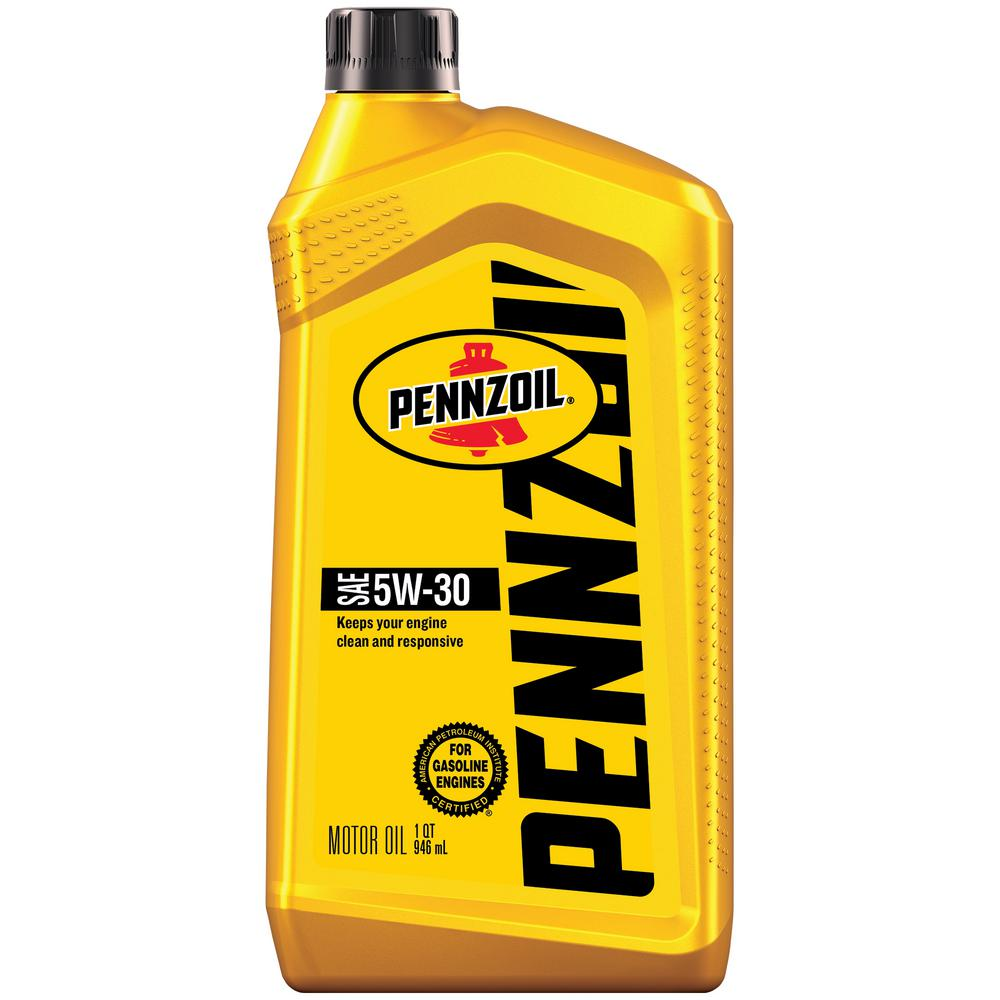 PENNZOIL®
PENNZOIL
SAE 5W-30
Keeps your engine
clean and responsive
AMERICAN PETROLEUM INSTITUTE
FOR
GASOLINE
ENGINES
CERTIFIED
®
MOTOR OIL 1 QT
946 mL